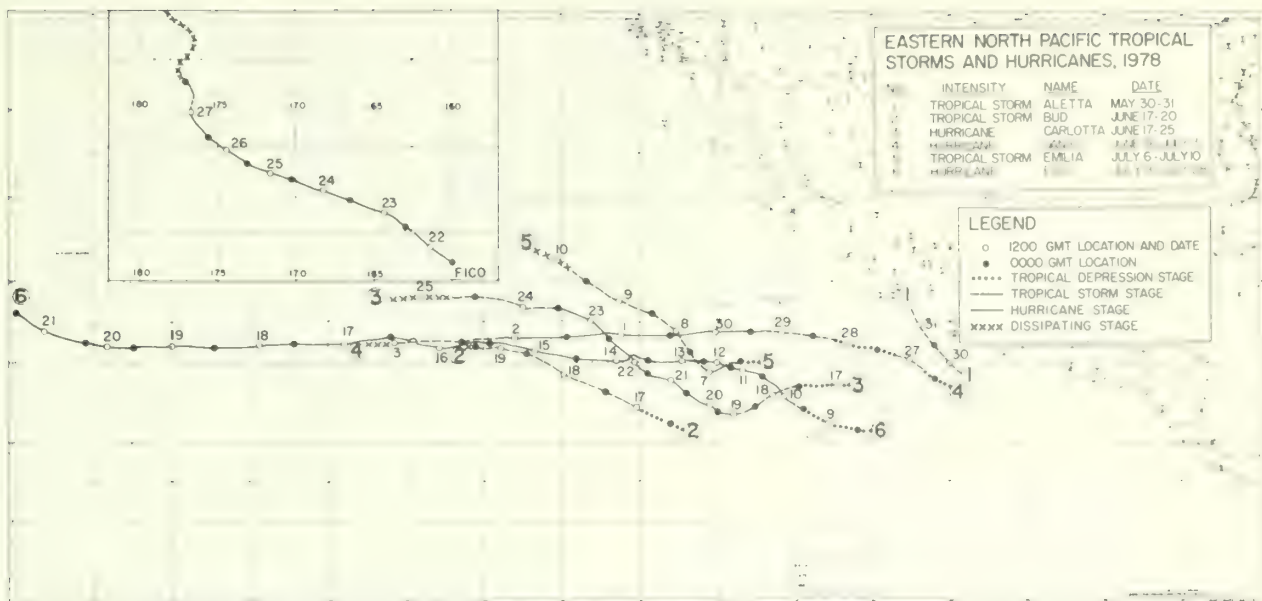 EASTERN NORTH PACIFIC TROPICAL
STORMS AND HURRICANES, 1978
INTENSITY NAME DATE
TROPICAL STORM ALETTA MAY 30-31
TROPICAL STORM BUD JUNE 17-20
HURRICANE CARLOTTA JUNE 17-25
HURRICANE
TROPICAL STORM EMILIA JULY 6-JULY 10
HURRICANE
LEGEND
1200 GMT LOCATION AND DATE
0000 GMT LOCATION
TROPICAL DEPRESSION STAGE
TROPICAL STORM STAGE
HURRICANE STAGE
xxxx DISSIPATING STAGE
180 175 170 165 160
27
26
25
24
23
22
180 175 170 165 FICO
5 10
9
8
7
5
3 25 24 23
22 21 20 19 18 17 3
6 21 20 19 18 17
16 15 14 13 12 11 10 9 6
4 3 2 1 30 29 28 27 4
2 19 18 17 2
1 31 30 1